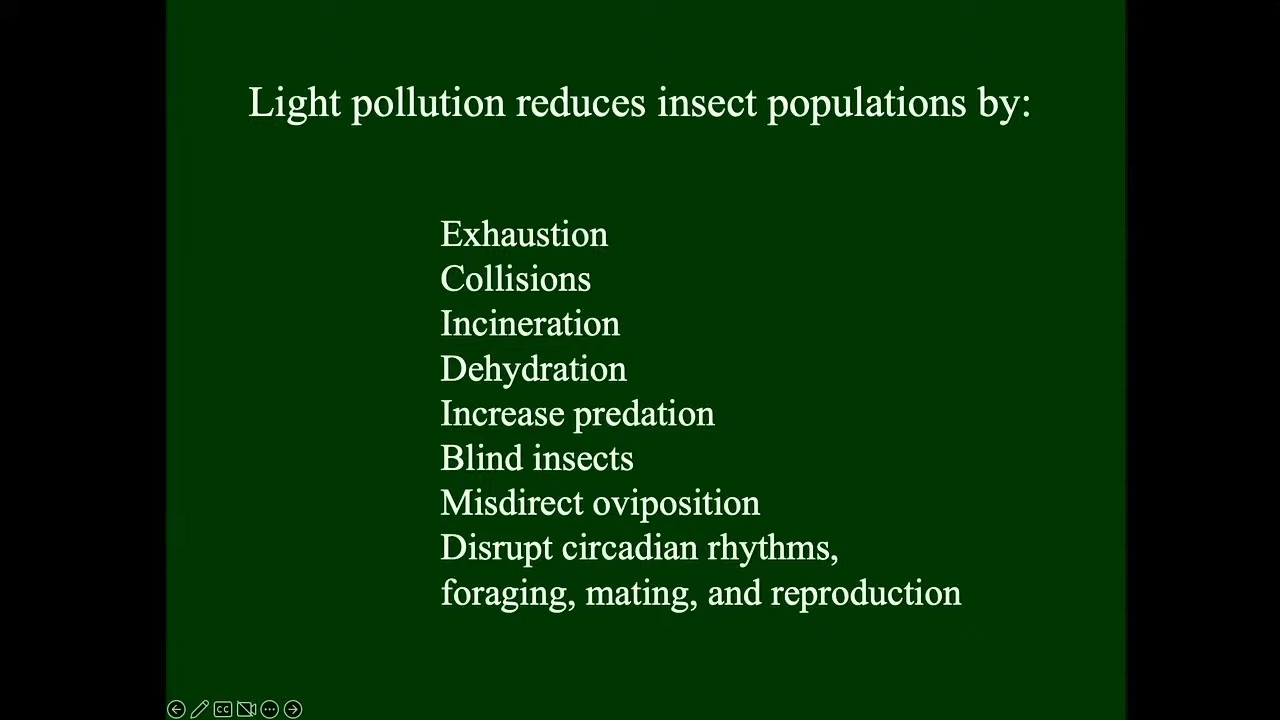 Light pollution reduces insect populations by:
Exhaustion
Collisions
Incineration
Dehydration
Increase predation
Blind insects
Misdirect oviposition
Disrupt circadian rhythms,
foraging, mating, and reproduction
CC